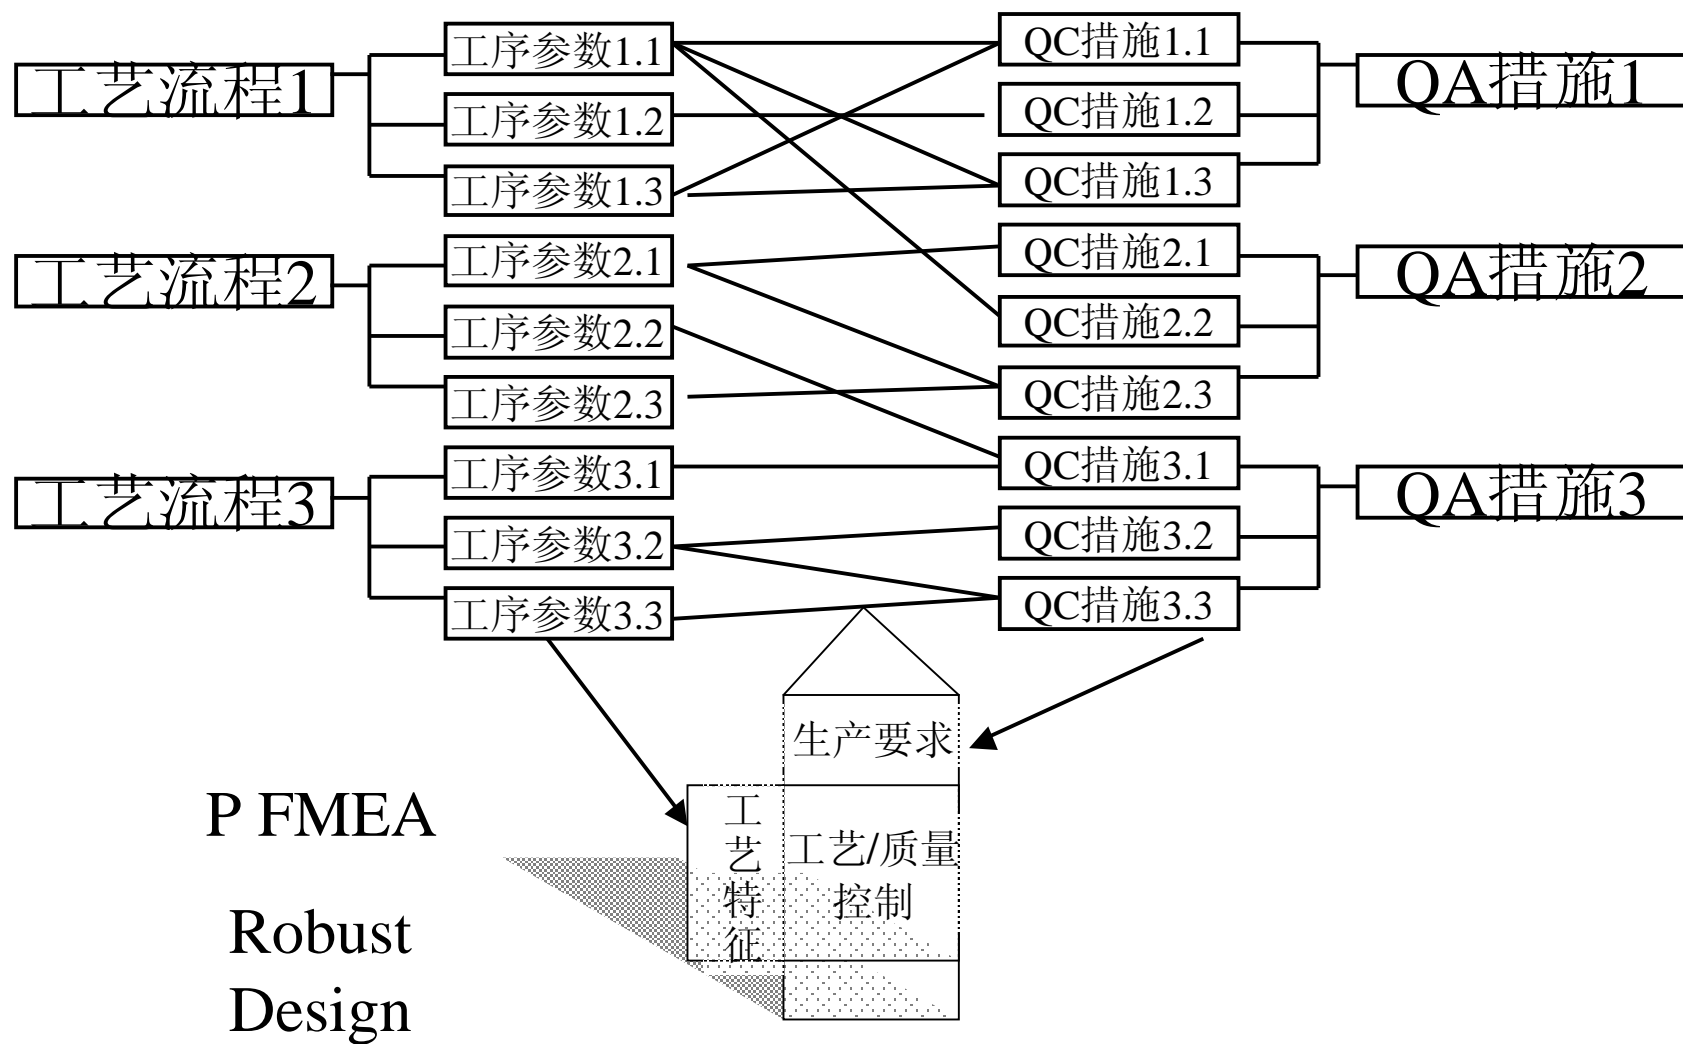 工艺流程1
工序参数1.1
工序参数1.2
工序参数1.3
QC措施1.1
QC措施1.2
QC措施1.3
QA措施1
工艺流程2
工序参数2.1
工序参数2.2
工序参数2.3
QC措施2.1
QC措施2.2
QC措施2.3
QA措施2
工艺流程3
工序参数3.1
工序参数3.2
工序参数3.3
QC措施3.1
QC措施3.2
QC措施3.3
QA措施3
P FMEA
Robust
Design
生产要求
工艺特征
工艺/质量
控制